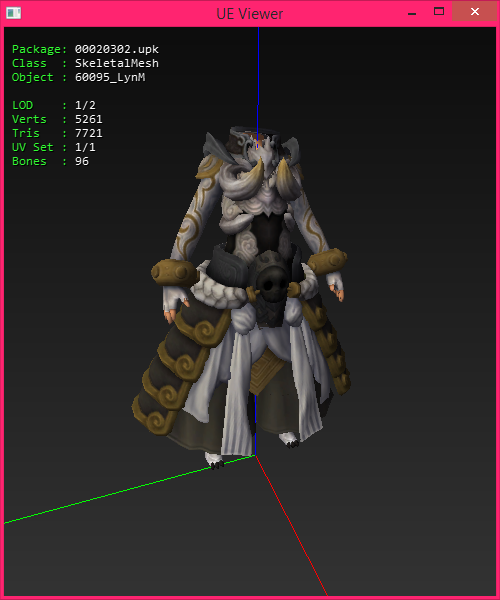 UE Viewer
Package: 00020302.upk
Class  : SkeletalMesh
Object : 60095_LynM
LOD    : 1/2
Verts  : 5261
Tris   : 7721
UV Set : 1/1
Bones  : 96